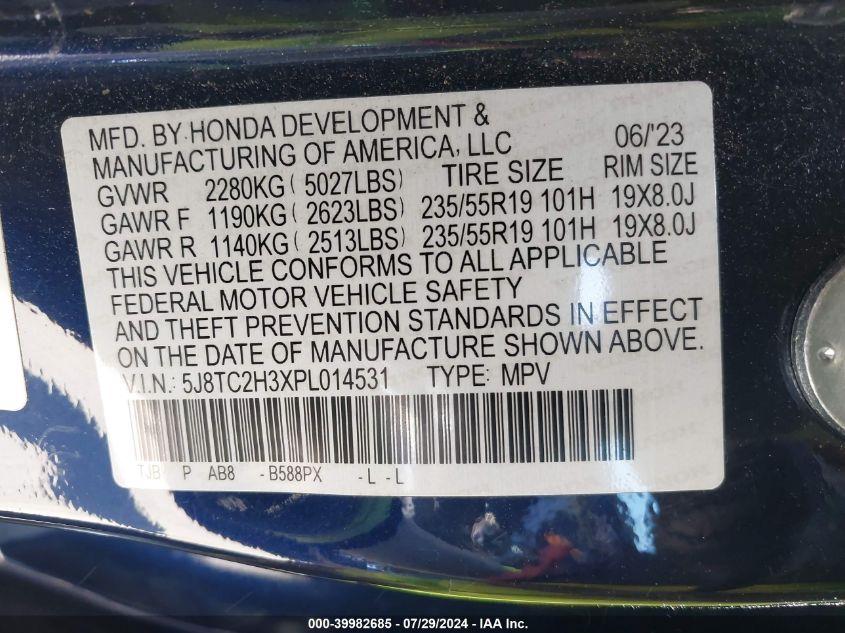 MFD. BY HONDA DEVELOPMENT & MANUFACTURING OF AMERICA, LLC 06/'23
GVWR 2280KG ( 5027LBS) TIRE SIZE RIM SIZE
GAWR F 1190KG ( 2623LBS) 235/55R19 101H 19X8.0J
GAWR R 1140KG ( 2513LBS) 235/55R19 101H 19X8.0J
THIS VEHICLE CONFORMS TO ALL APPLICABLE
FEDERAL MOTOR VEHICLE SAFETY
AND THEFT PREVENTION STANDARDS IN EFFECT
ON THE DATE OF MANUFACTURE SHOWN ABOVE.
V.I.N.: 5J8TC2H3XPL014531 TYPE: MPV
TJB P AB8 -B588PX -L -L
000-39982685 / 07/29/2024 - IAA Inc.